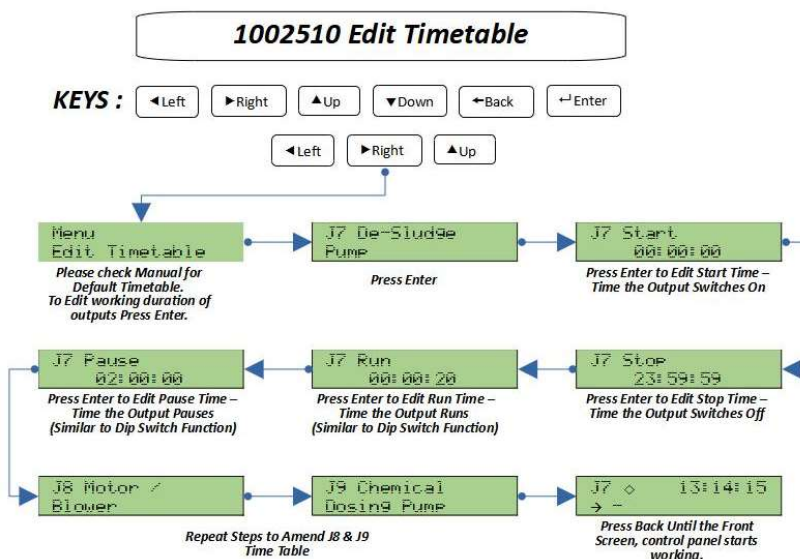 1002510 Edit Timetable
KEYS : ◄Left ►Right ▲Up ▼Down ←Back ↵Enter
◄Left ►Right ▲Up
Menu
Edit Timetable
Please check Manual for
Default Timetable.
To Edit working duration of
outputs Press Enter.
J7 De-Sludge
Pump
Press Enter
J7 Start
00:00:00
Press Enter to Edit Start Time –
Time the Output Switches On
J7 Stop
23:59:59
Press Enter to Edit Stop Time –
Time the Output Switches Off
J7 Run
00:00:20
Press Enter to Edit Run Time –
Time the Output Runs
(Similar to Dip Switch Function)
J7 Pause
02:00:00
Press Enter to Edit Pause Time –
Time the Output Pauses
(Similar to Dip Switch Function)
J8 Motor /
Blower
J9 Chemical
Dosing Pump
Repeat Steps to Amend J8 & J9
Time Table
J7 ◇ 13:14:15
→ –
Press Back Until the Front
Screen, control panel starts
working.